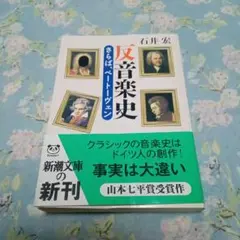 石井 宏
反音楽史
さらば、ベートーヴェン
新潮文庫
の
新刊
クラシックの音楽史は
ドイツ人の創作!
事実は大違い
山本七平賞受賞作